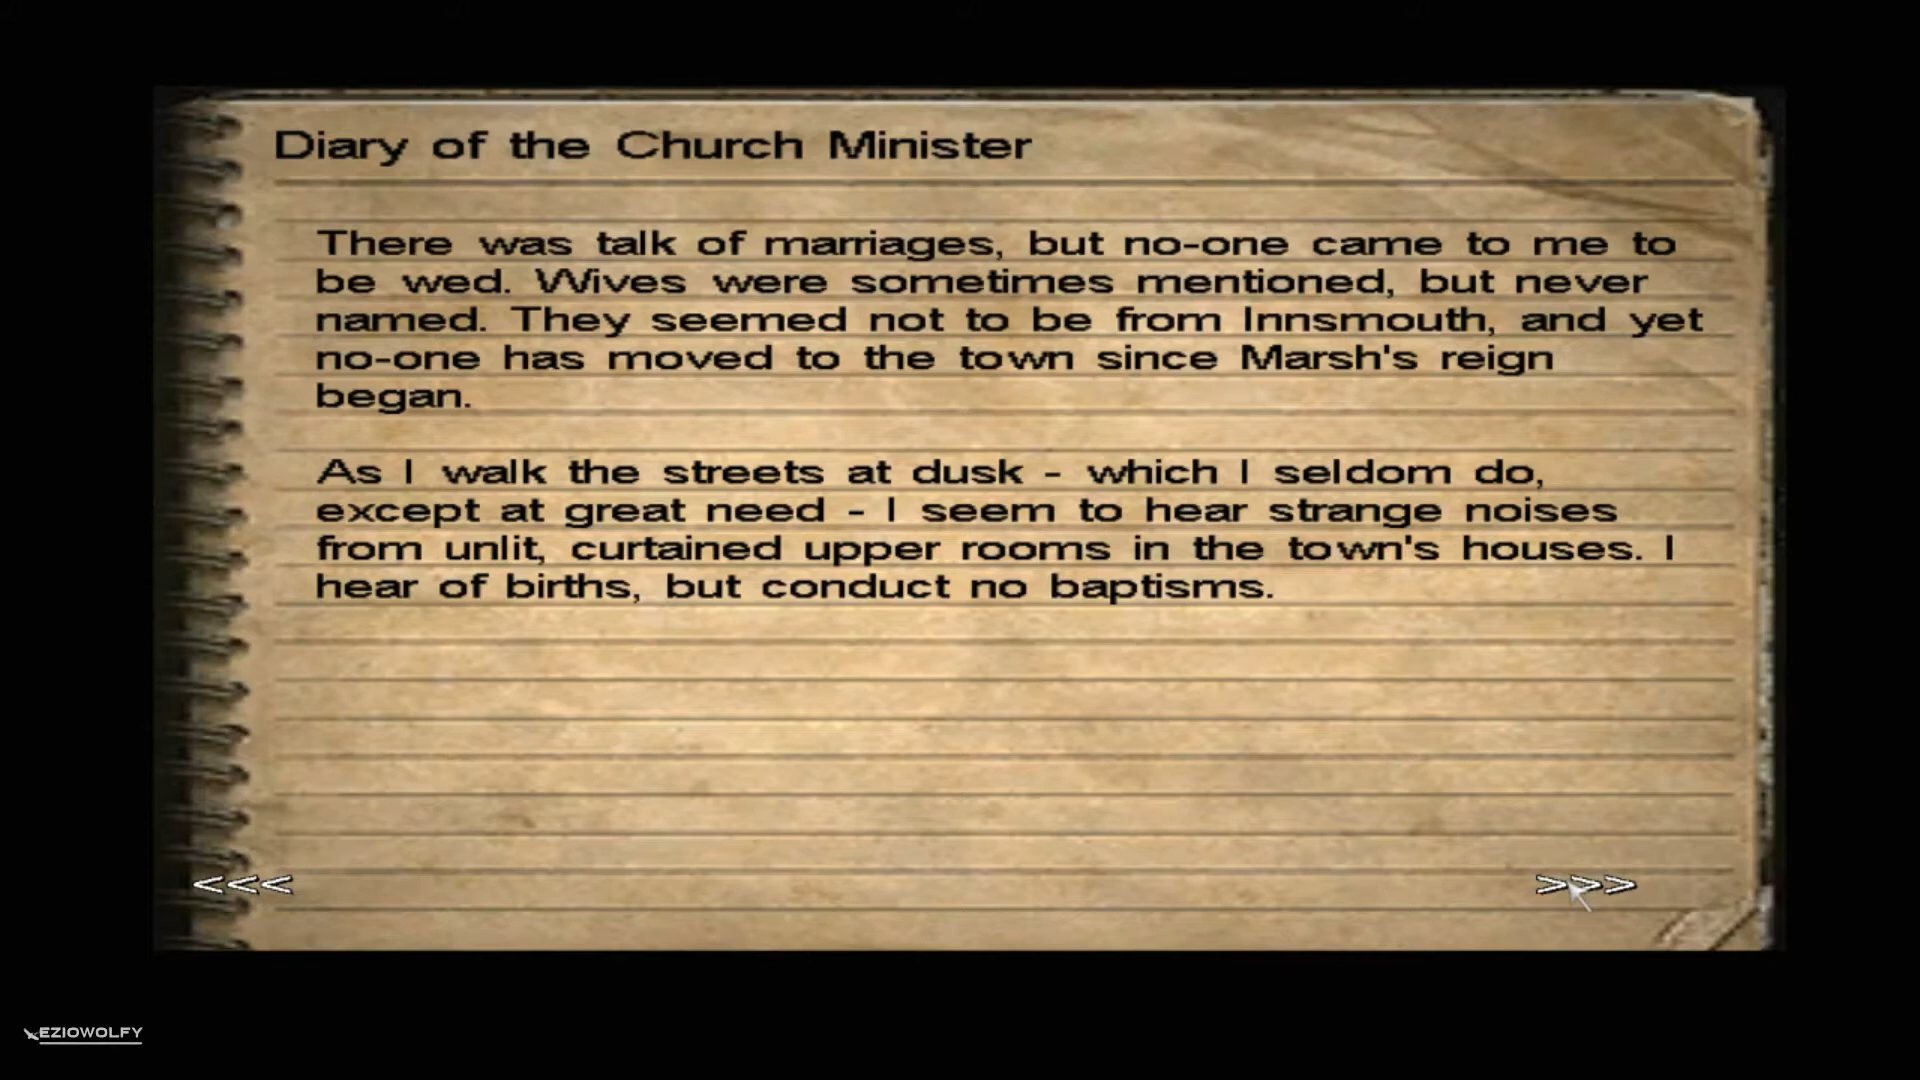 Diary of the Church Minister
There was talk of marriages, but no-one came to me to
be wed. Wives were sometimes mentioned, but never
named. They seemed not to be from Innsmouth, and yet
no-one has moved to the town since Marsh's reign
began.
As I walk the streets at dusk - which I seldom do,
except at great need - I seem to hear strange noises
from unlit, curtained upper rooms in the town's houses. I
hear of births, but conduct no baptisms.
<<< >>>
EZIOWOLFY